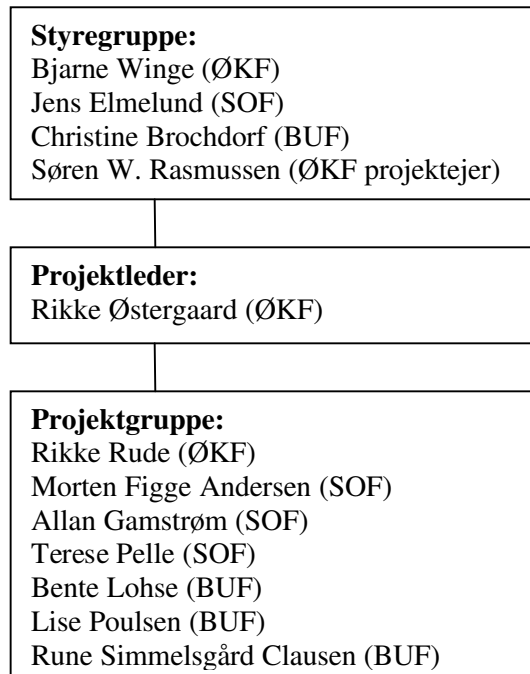 Styregruppe:
Bjarne Winge (ØKF)
Jens Elmelund (SOF)
Christine Brochdorf (BUF)
Søren W. Rasmussen (ØKF projektejer)
Projektleder:
Rikke Østergaard (ØKF)
Projektgruppe:
Rikke Rude (ØKF)
Morten Figge Andersen (SOF)
Allan Gamstrøm (SOF)
Terese Pelle (SOF)
Bente Lohse (BUF)
Lise Poulsen (BUF)
Rune Simmelsgård Clausen (BUF)